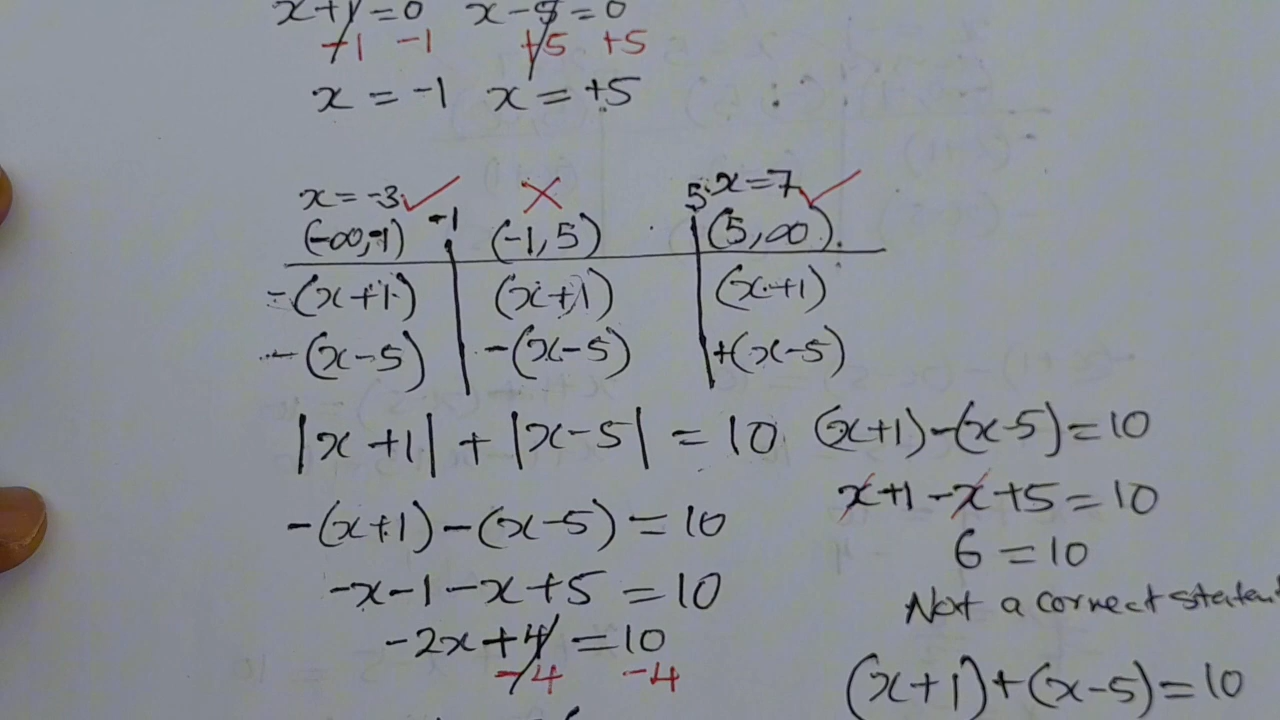 x+1=0 x-5=0
-1 -1 +5 +5
x = -1 x = +5
x = -3 ✓ × x = 7 ✓
(-∞,-1) -1 (-1,5) 5 (5,∞)
-(x+1) (x+1) (x+1)
-(x-5) -(x-5) +(x-5)
|x+1| + |x-5| = 10
-(x+1)-(x-5) = 10
-x-1-x+5 = 10
-2x+4 = 10
-4 -4
(x+1)-(x-5)=10
x+1-x+5=10
6=10
Not a correct
(x+1)+(x-5)=10